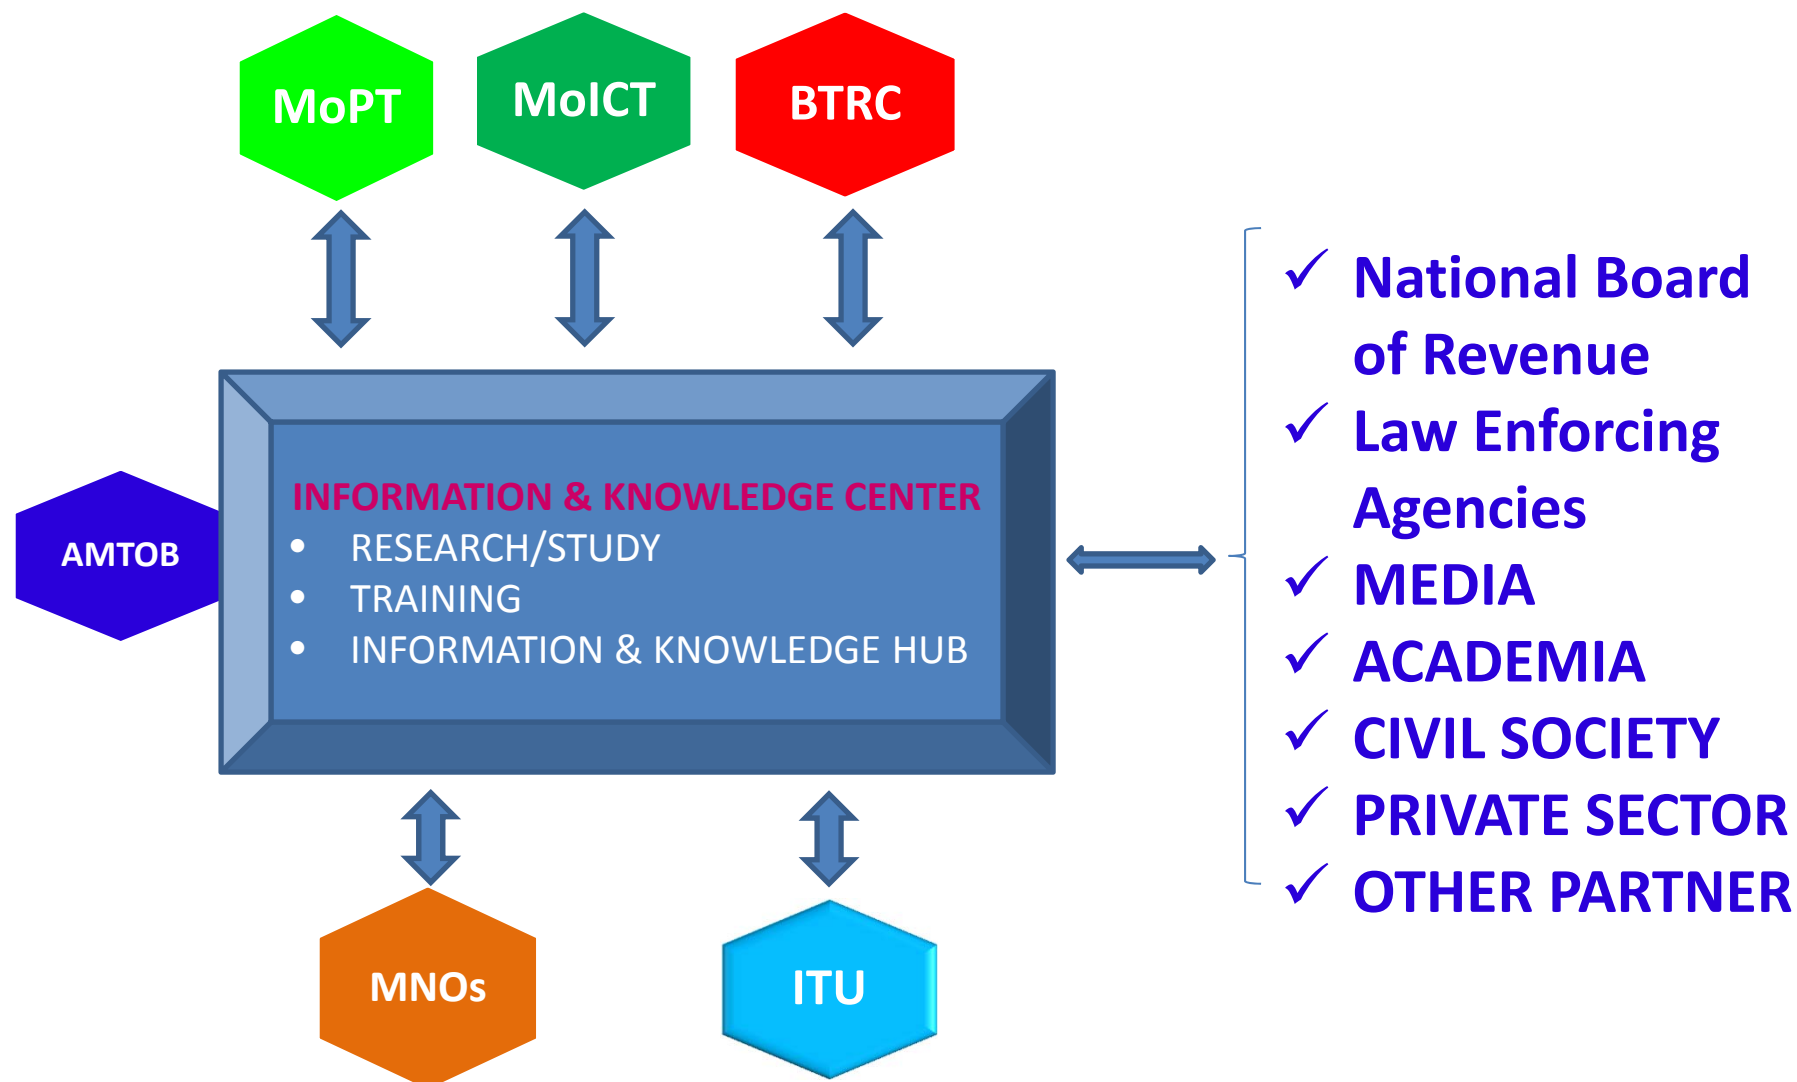 MoPT
MoICT
BTRC
AMTOB
INFORMATION & KNOWLEDGE CENTER
• RESEARCH/STUDY
• TRAINING
• INFORMATION & KNOWLEDGE HUB
✓ National Board
of Revenue
✓ Law Enforcing
Agencies
✓ MEDIA
✓ ACADEMIA
✓ CIVIL SOCIETY
✓ PRIVATE SECTOR
✓ OTHER PARTNER
MNOs
ITU